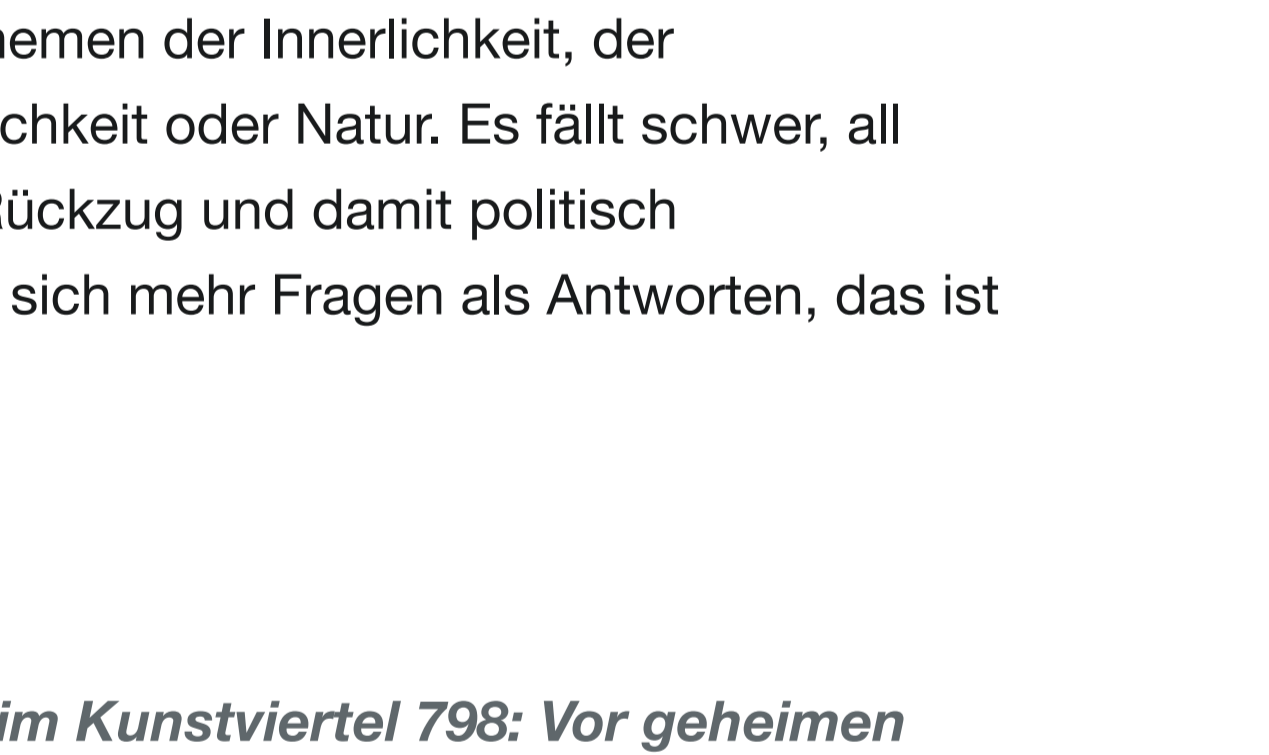 hemen der Innerlichkeit, der
chkeit oder Natur. Es fällt schwer, all
Rückzug und damit politisch
sich mehr Fragen als Antworten, das ist
im Kunstviertel 798: Vor geheimen